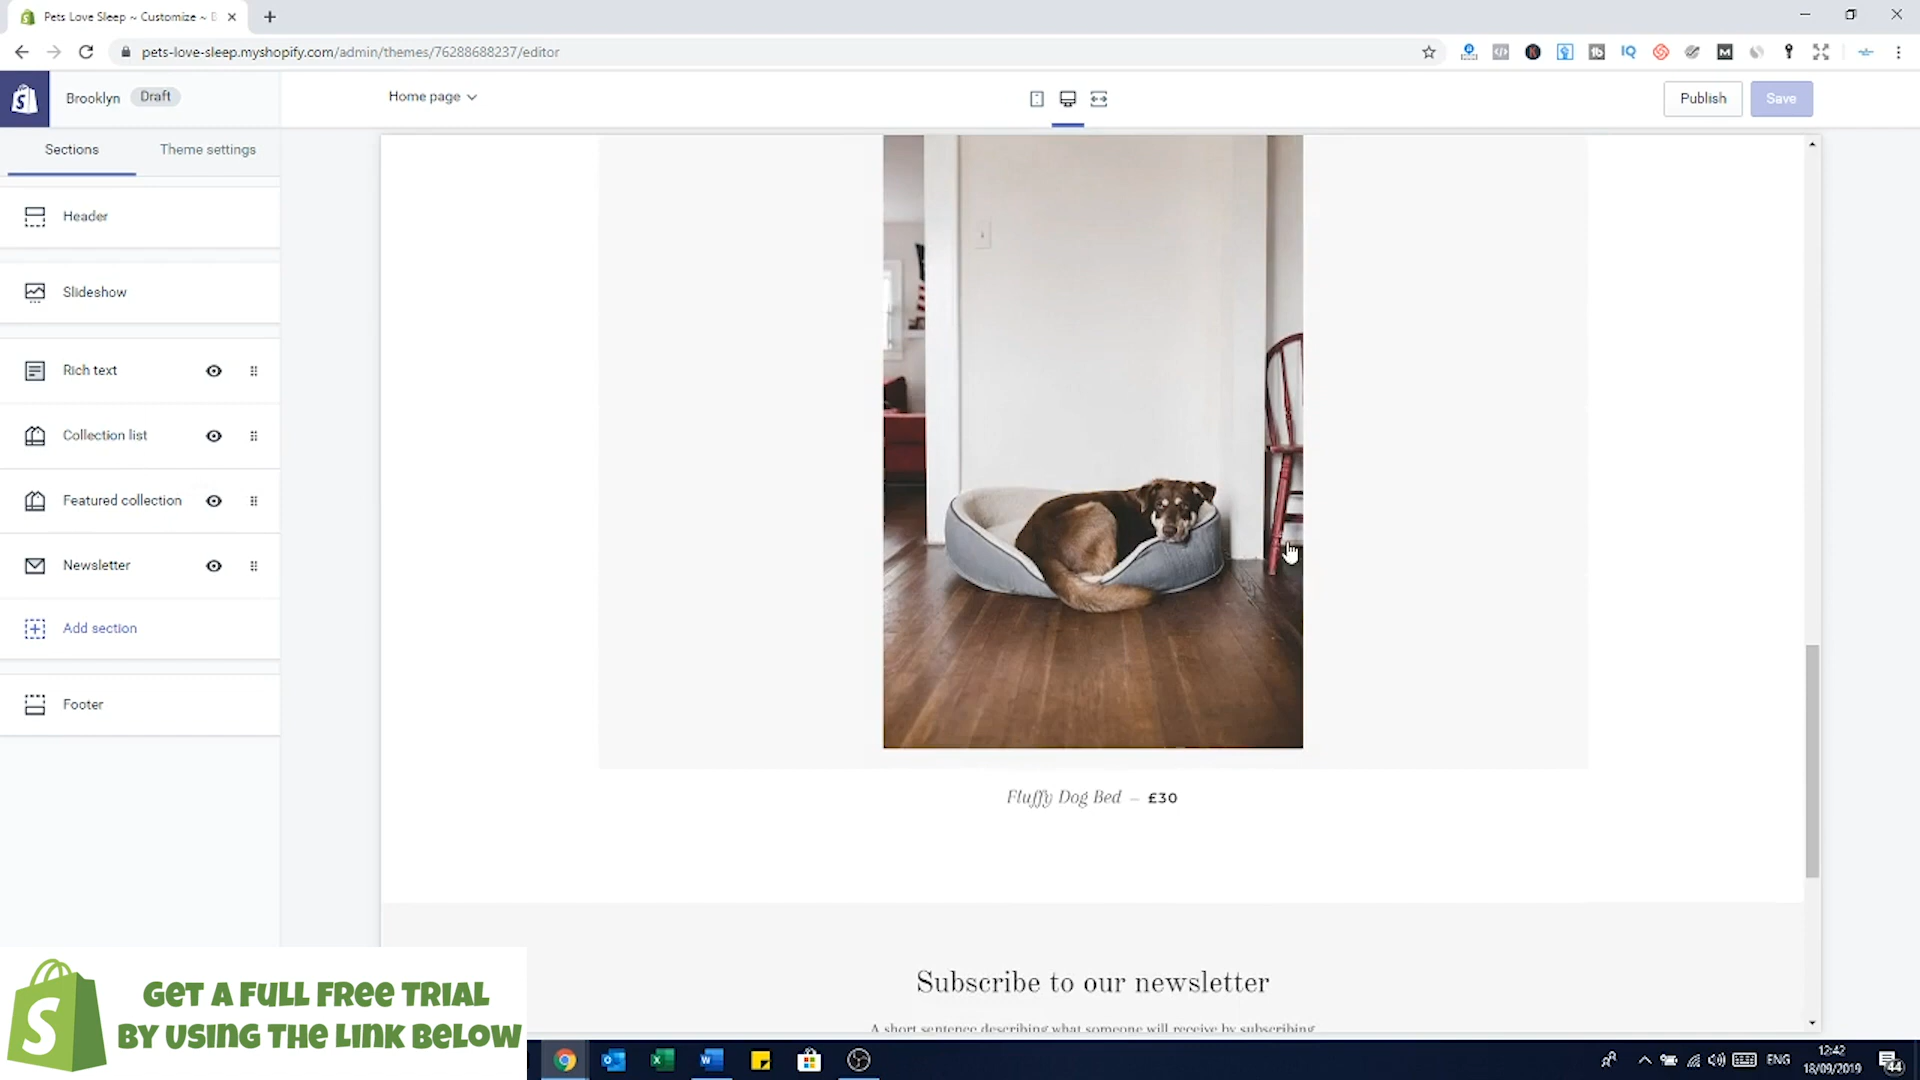 Pets Love Sleep ~ Customize ~ B
pets-love-sleep.myshopify.com/admin/themes/76288688237/editor
Brooklyn Draft
Home page
Publish Save
Sections Theme settings
Header
Slideshow
Rich text
Collection list
Featured collection
Newsletter
Add section
Footer
Fluffy Dog Bed – £30
Subscribe to our newsletter
A short sentence describing what someone will receive by subscribing
GET A FULL FREE TRIAL
BY USING THE LINK BELOW
ENG
12:42
18/09/2019
44